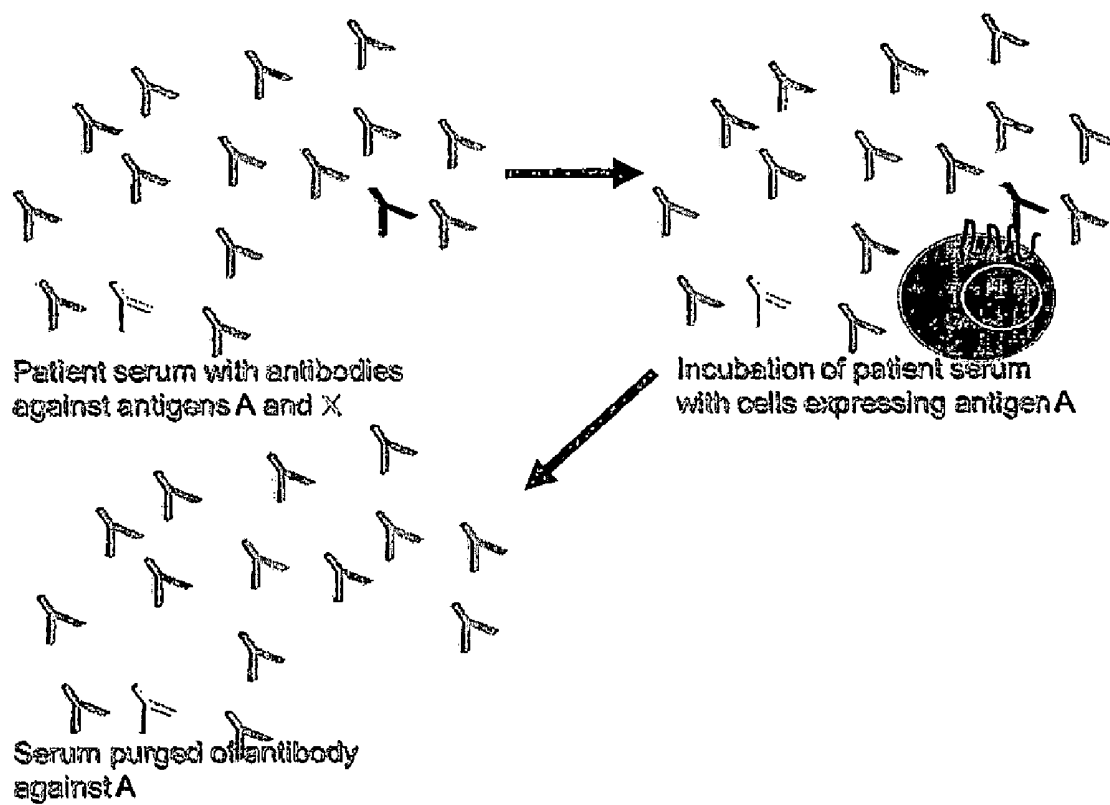 Patient serum with antibodies
against antigens A and X
Incubation of patient serum
with cells expressing antigen A
Serum purged of antibody
against A